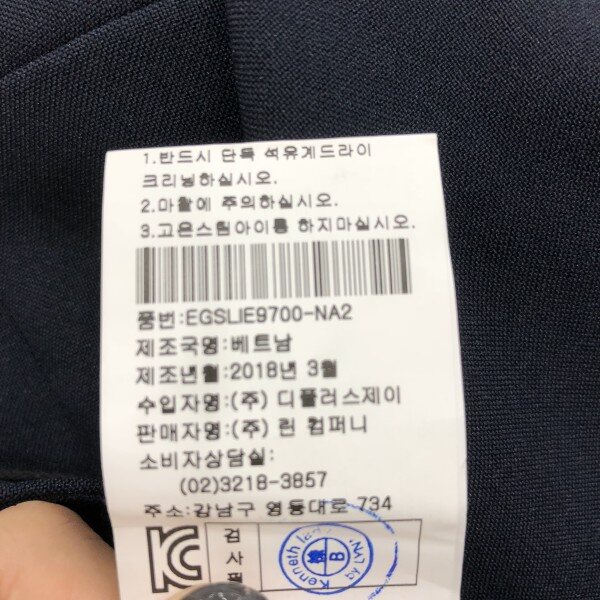 1.반드시 단독 석유계드라이
크리닝하십시오.
2.마찰에 주의하십시오.
3.고온스팀아이롱 하지마십시오.
품번:EGSLIE9700-NA2
제조국명:베트남
제조년월:2018년 3월
수입자명:(주) 디플러스제이
판매자명:(주) 린 컴퍼니
소비자상담실:
(02)3218-3857
주소:강남구 영동대로 734
검
사
필
Kenneth lady
by LYNN
B